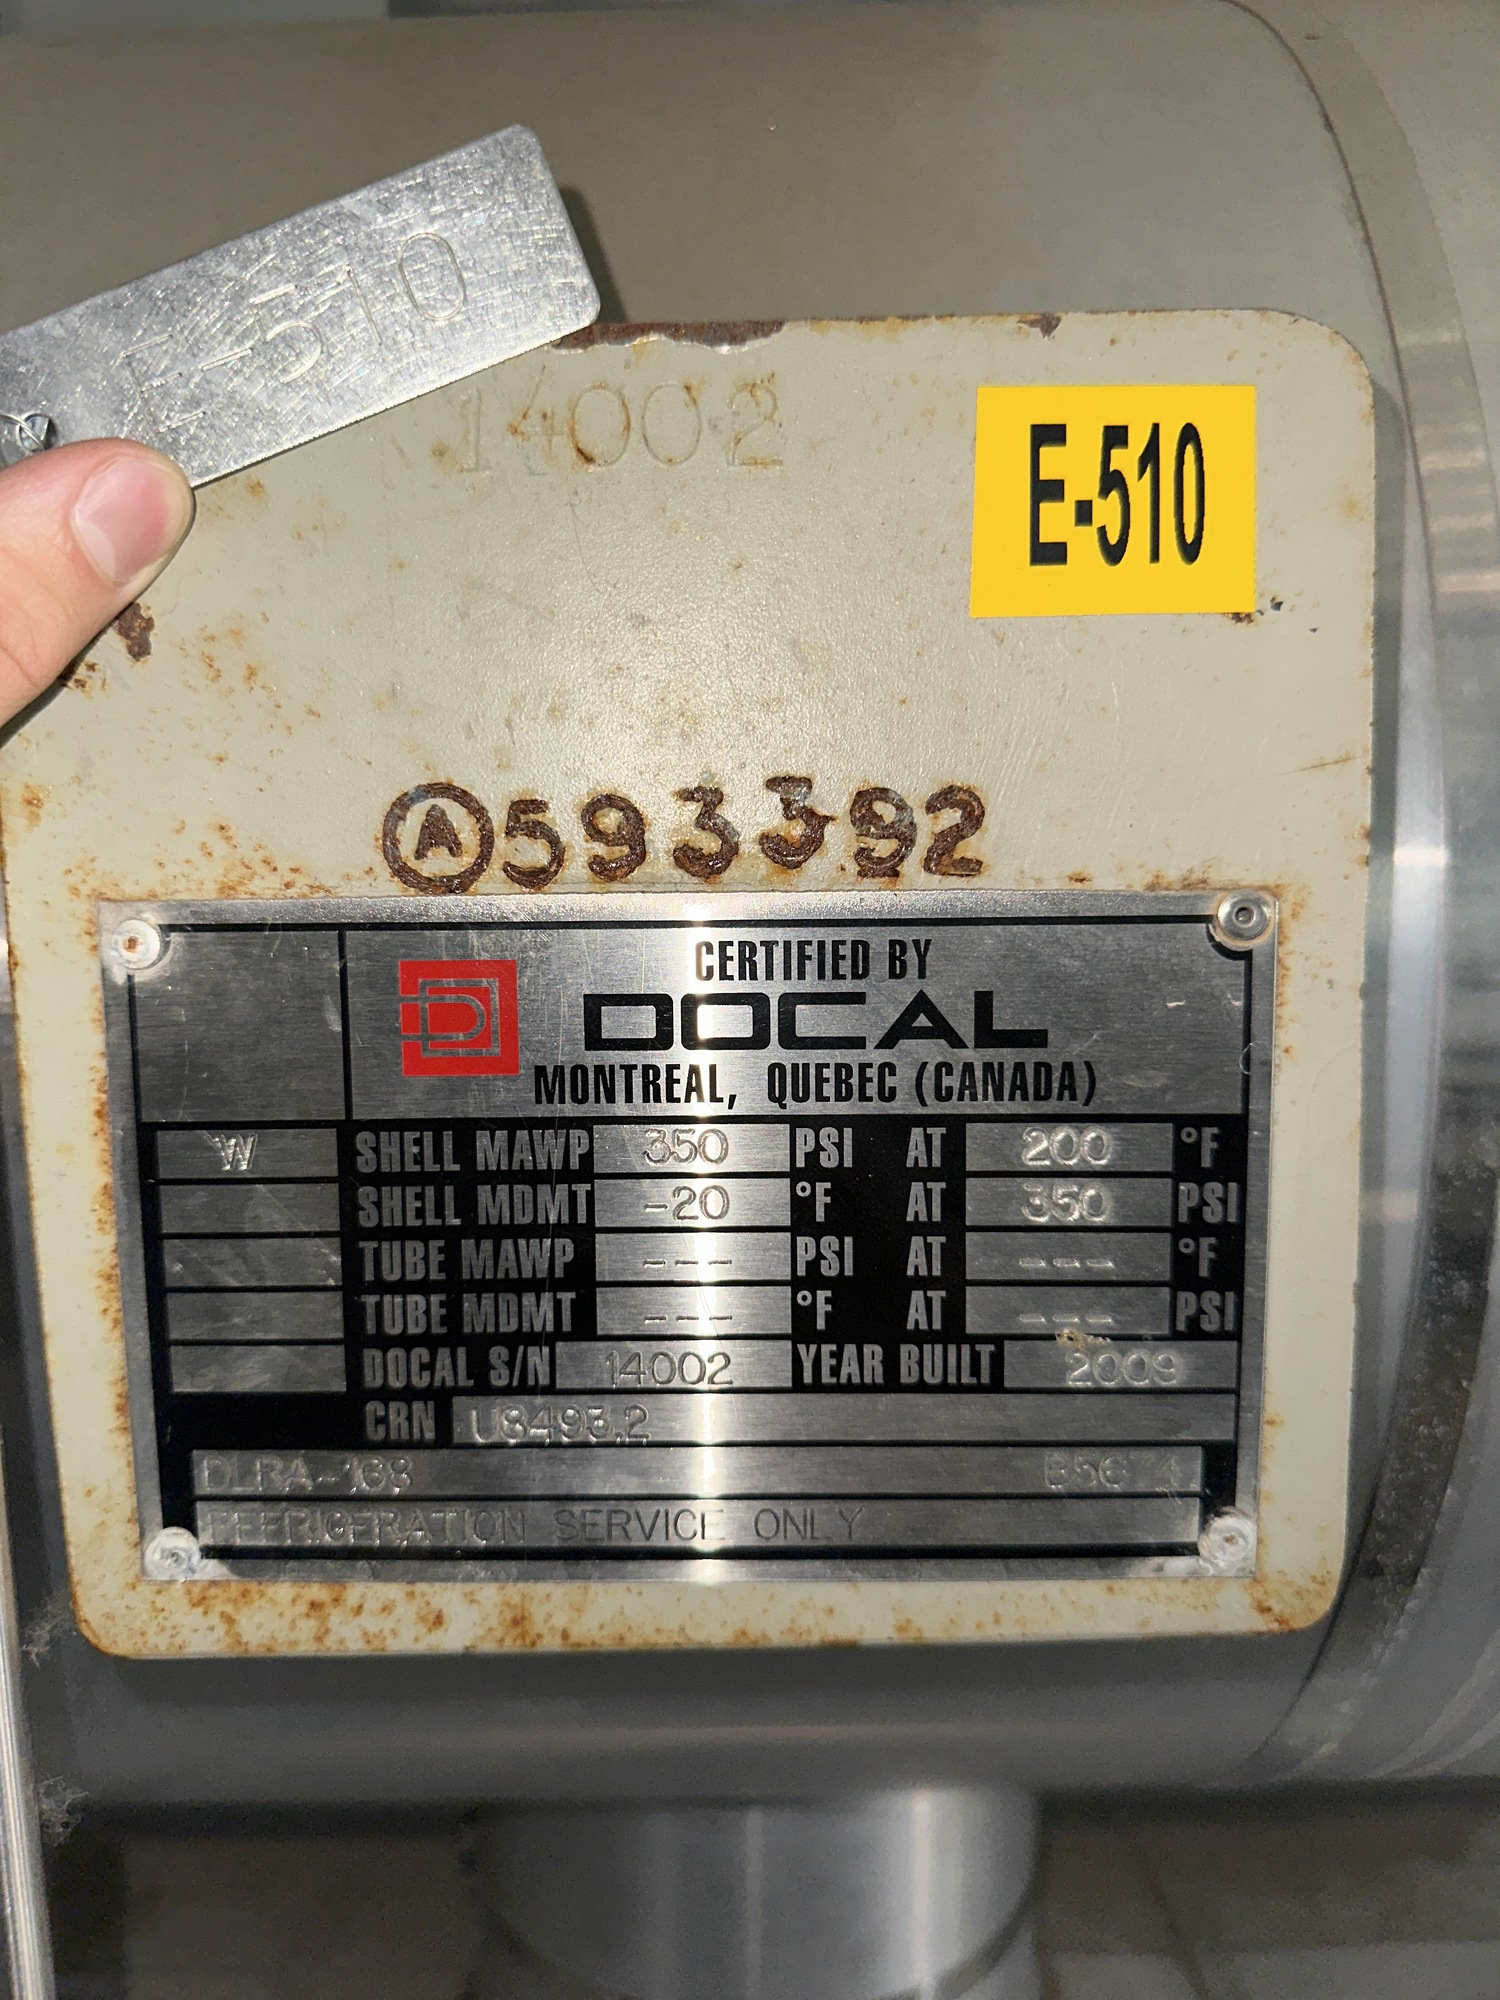 E-510
14002
E-510
Ⓐ593392
CERTIFIED BY
DOCAL
MONTREAL, QUEBEC (CANADA)
W SHELL MAWP 350 PSI AT 200 °F
SHELL MDMT -20 °F AT 350 PSI
TUBE MAWP --- PSI AT --- °F
TUBE MDMT --- °F AT --- PSI
DOCAL S/N 14002 YEAR BUILT 2009
CRN U8493.2
DLRA-168
REFRIGERATION SERVICE ONLY